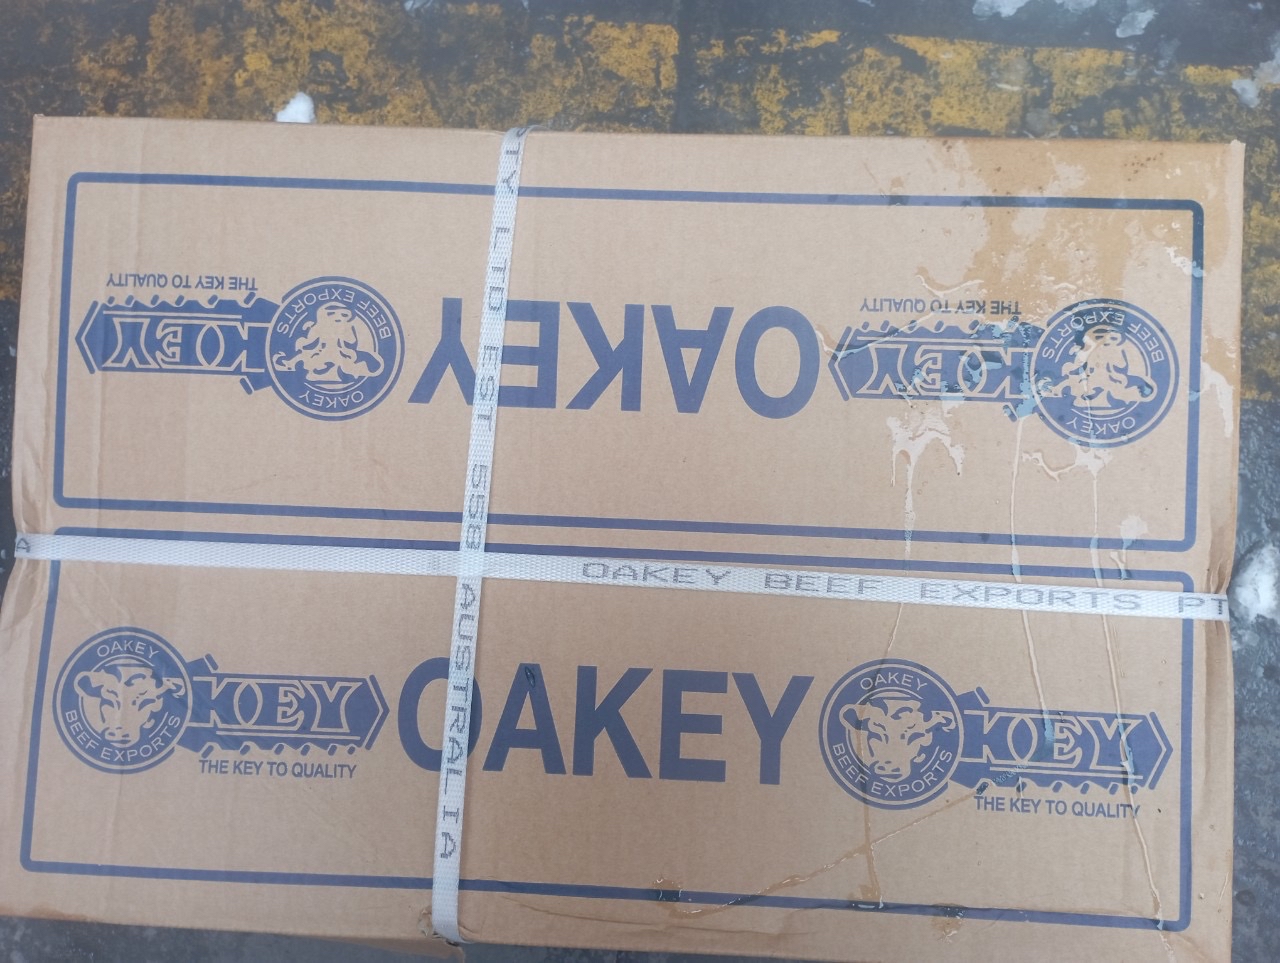 THE KEY TO QUALITY
KEY
OAKEY
BEEF EXPORTS
OAKEY
THE KEY TO QUALITY
KEY
OAKEY
BEEF EXPORTS
TY LTD EST 558 AUSTRALIA
A
OAKEY BEEF EXPORTS PT
OAKEY
BEEF EXPORTS
KEY
THE KEY TO QUALITY
OAKEY
OAKEY
BEEF EXPORTS
KEY
THE KEY TO QUALITY